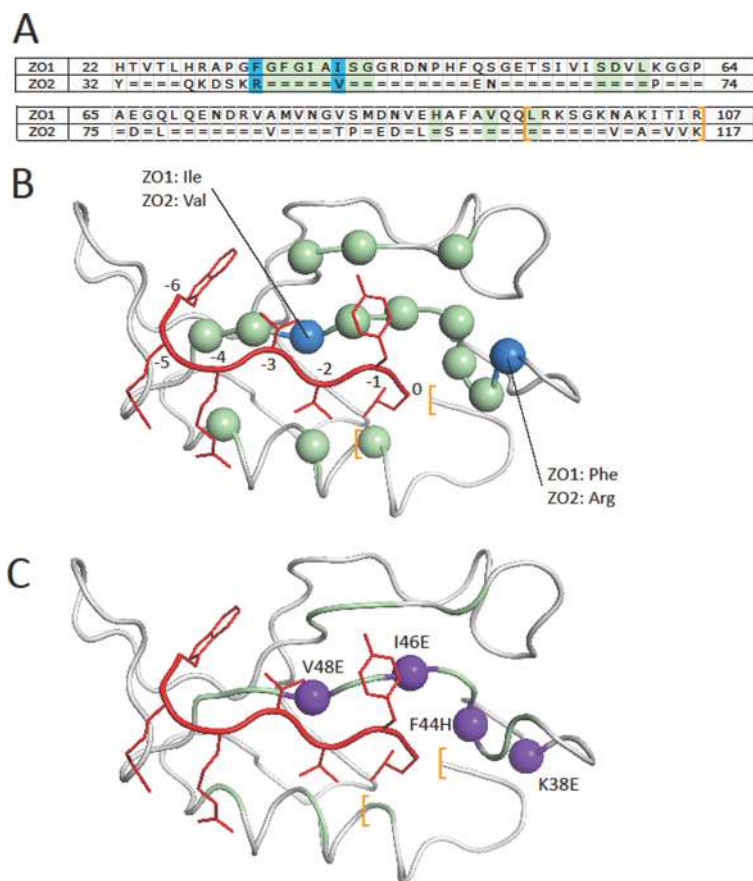 A
ZO1 22 H T V T L H R A P G F G F G I A I S G G R D N P H F Q S G E T S I V I S D V L K G G P 64
ZO2 32 Y = = = = Q K D S K R = = = = = V = = = = = = = = = E N = = = = = = = = = = = P = = = 74
ZO1 65 A E G Q L Q E N D R V A M V N G V S M D N V E H A F A V Q Q L R K S G K N A K I T I R 107
ZO2 75 = D = L = = = = = = = V = = = = T P = E D = L = S = = = = = = = = = = = V = A = V V K 117
B
ZO1: Ile
ZO2: Val
-6
-5
-4
-3
-2
-1
0
ZO1: Phe
ZO2: Arg
C
V48E
I46E
F44H
K38E